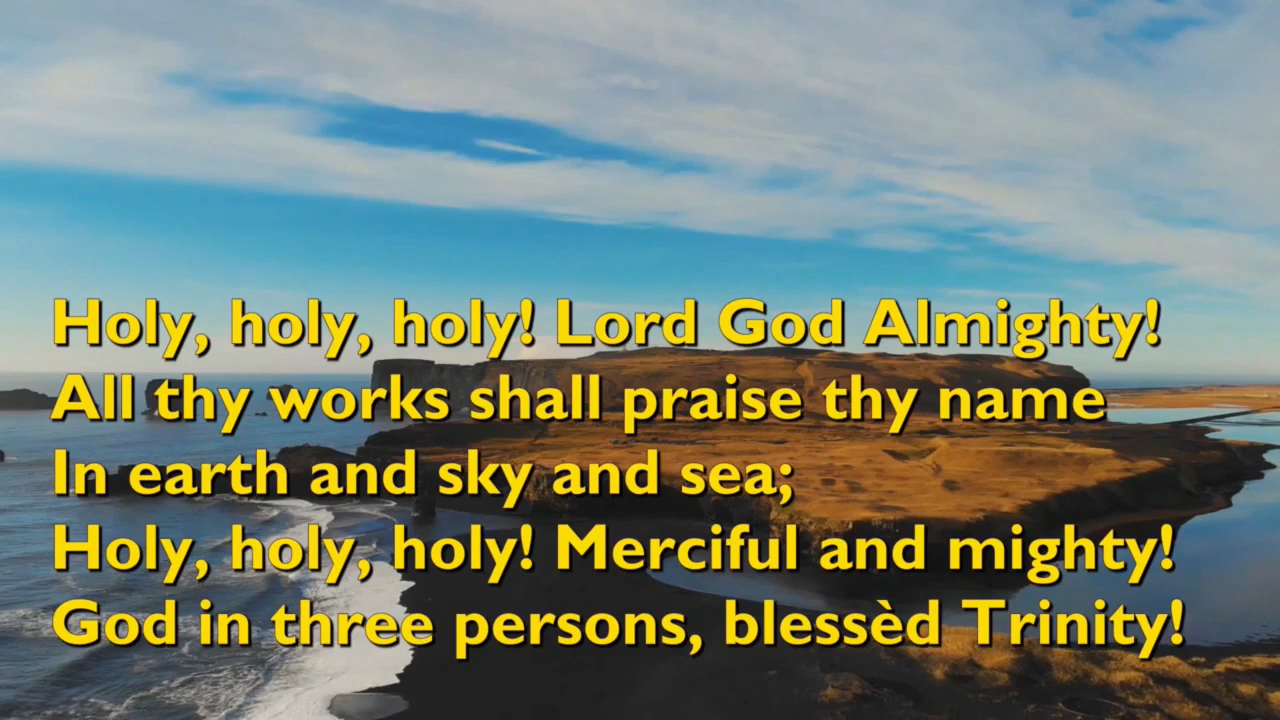 Holy, holy, holy! Lord God Almighty!
All thy works shall praise thy name
In earth and sky and sea;
Holy, holy, holy! Merciful and mighty!
God in three persons, blessèd Trinity!